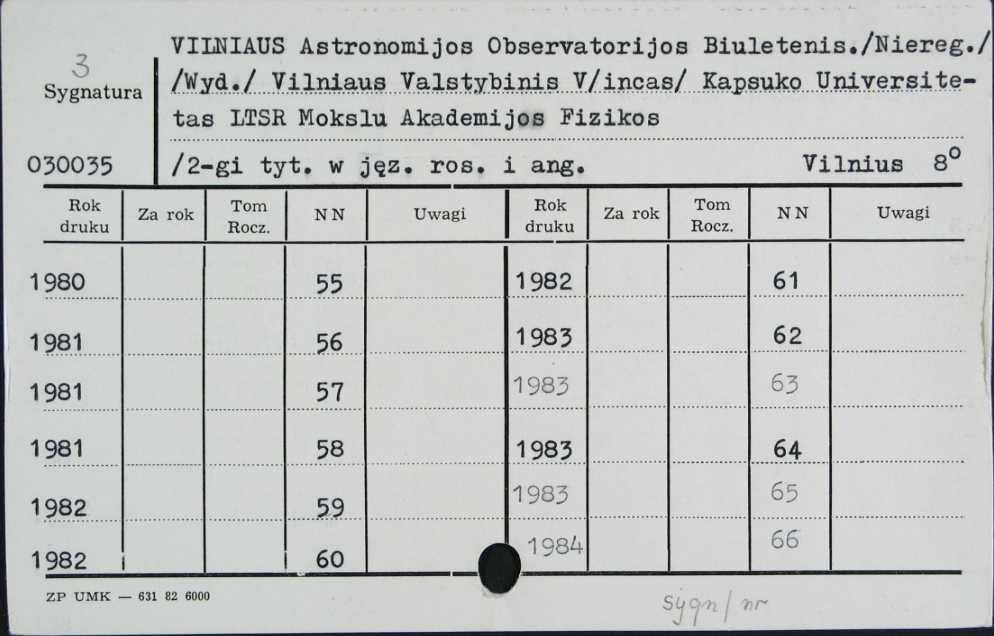 3
Sygnatura
VILNIAUS Astronomijos Observatorijos Biuletenis./Niereg./
/Wyd./ Vilniaus Valstybinis V/incas/ Kapsuko Universite-
tas LTSR Mokslu Akademijos Fizikos
030035 /2-gi tyt. w jęz. ros. i ang. Vilnius 8°
Rok druku Za rok Tom Rocz. NN Uwagi Rok druku Za rok Tom Rocz. NN Uwagi
1980 55 1982 61
1981 56 1983 62
1981 57 1983 63
1981 58 1983 64
1982 59 1983 65
1982 60 1984 66
ZP UMK — 631 82 6000
sygn/nr